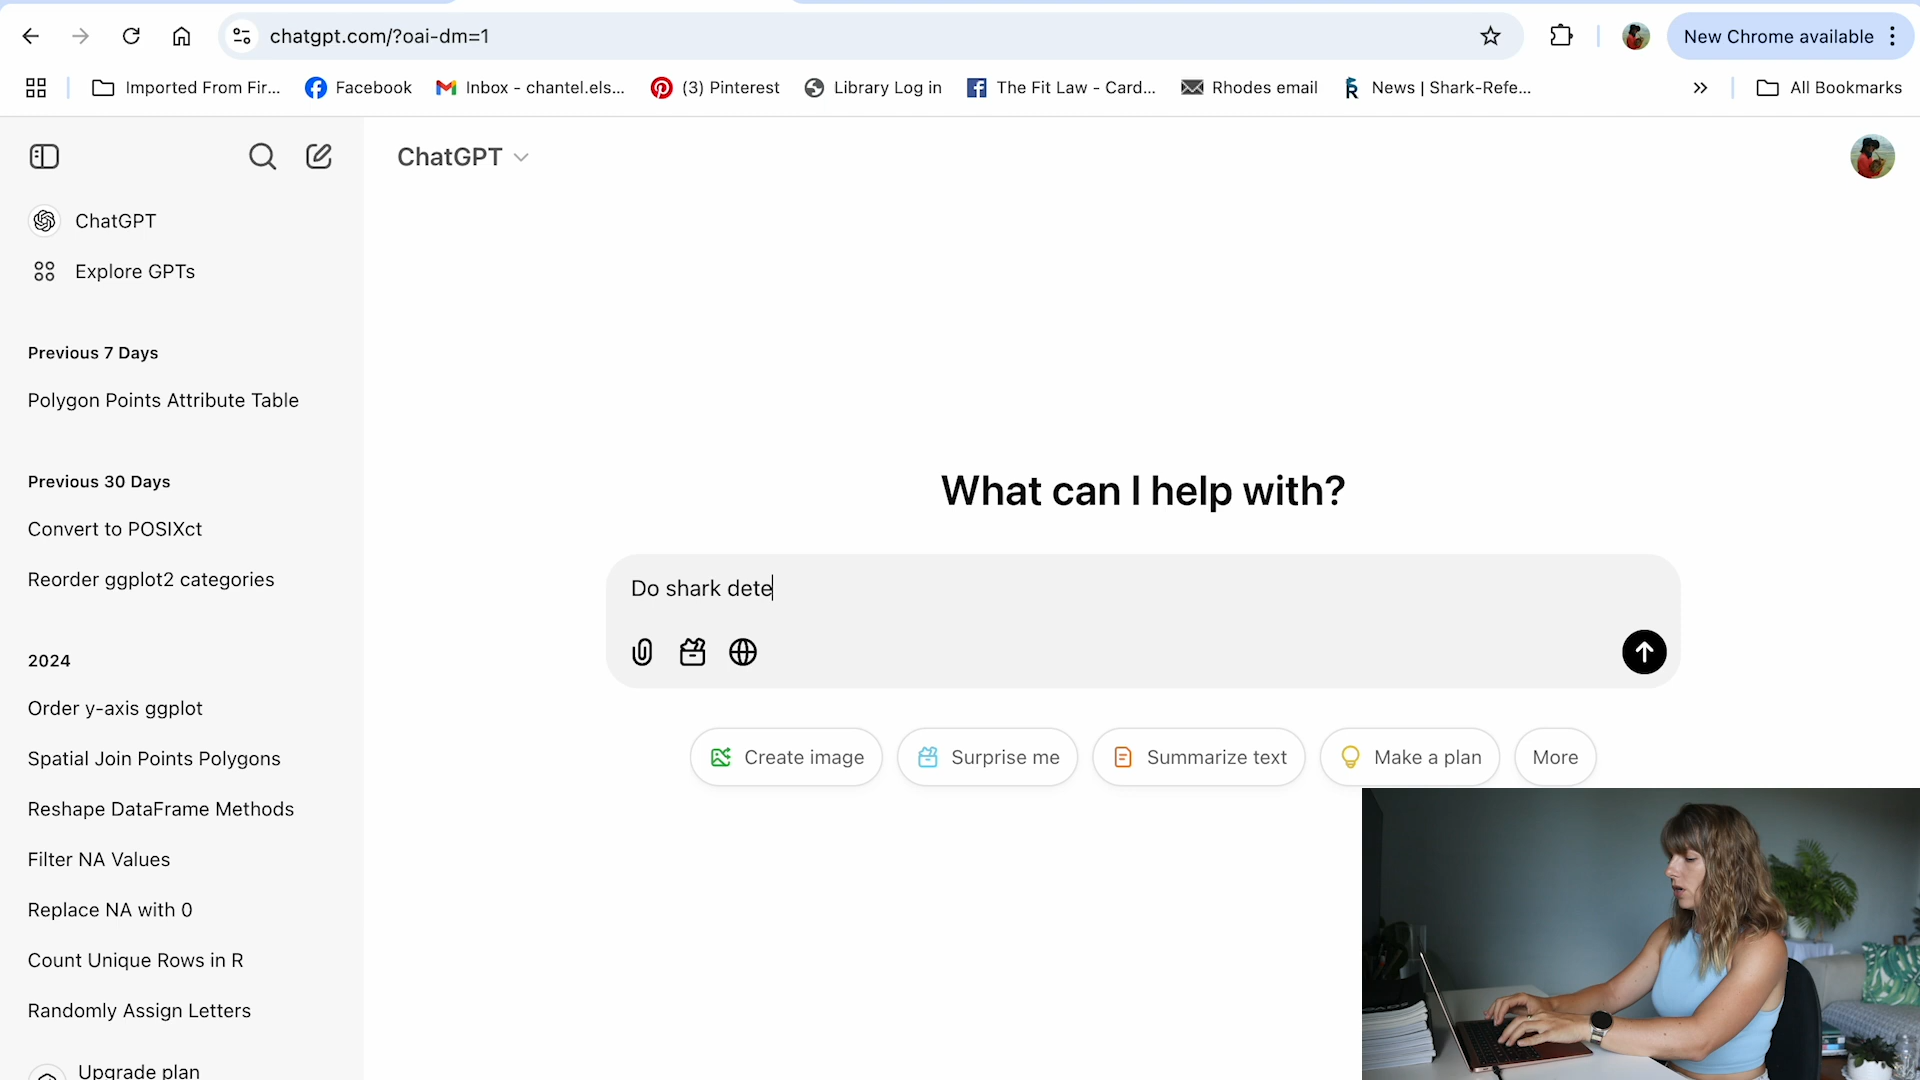 chatgpt.com/?oai-dm=1
New Chrome available
Imported From Fir...
Facebook
Inbox - chantel.els...
(3) Pinterest
Library Log in
The Fit Law - Card...
Rhodes email
News | Shark-Refe...
All Bookmarks
ChatGPT
ChatGPT
Explore GPTs
Previous 7 Days
Polygon Points Attribute Table
Previous 30 Days
Convert to POSIXct
Reorder ggplot2 categories
2024
Order y-axis ggplot
Spatial Join Points Polygons
Reshape DataFrame Methods
Filter NA Values
Replace NA with 0
Count Unique Rows in R
Randomly Assign Letters
Upgrade plan
What can I help with?
Do shark dete
Create image
Surprise me
Summarize text
Make a plan
More